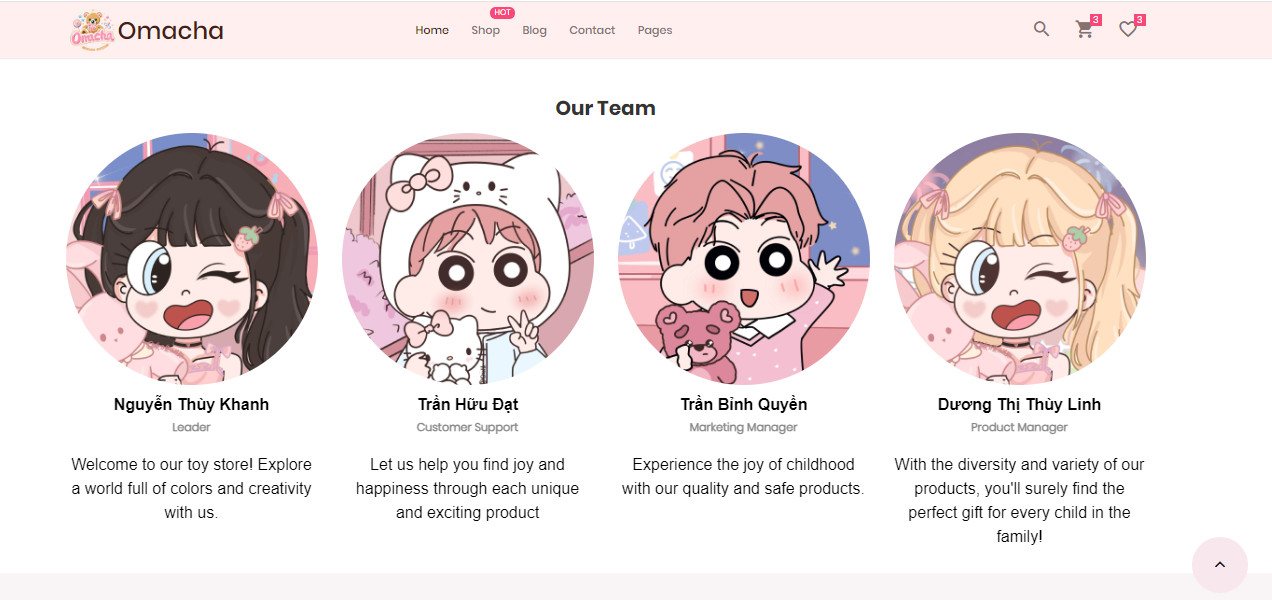 HOT
Omacha Omacha Home Shop Blog Contact Pages 3 3
Our Team
Nguyễn Thùy Khanh
Leader
Welcome to our toy store! Explore
a world full of colors and creativity
with us.
Trần Hữu Đạt
Customer Support
Let us help you find joy and
happiness through each unique
and exciting product
Trần Bỉnh Quyền
Marketing Manager
Experience the joy of childhood
with our quality and safe products.
Dương Thị Thùy Linh
Product Manager
With the diversity and variety of our
products, you'll surely find the
perfect gift for every child in the
family!